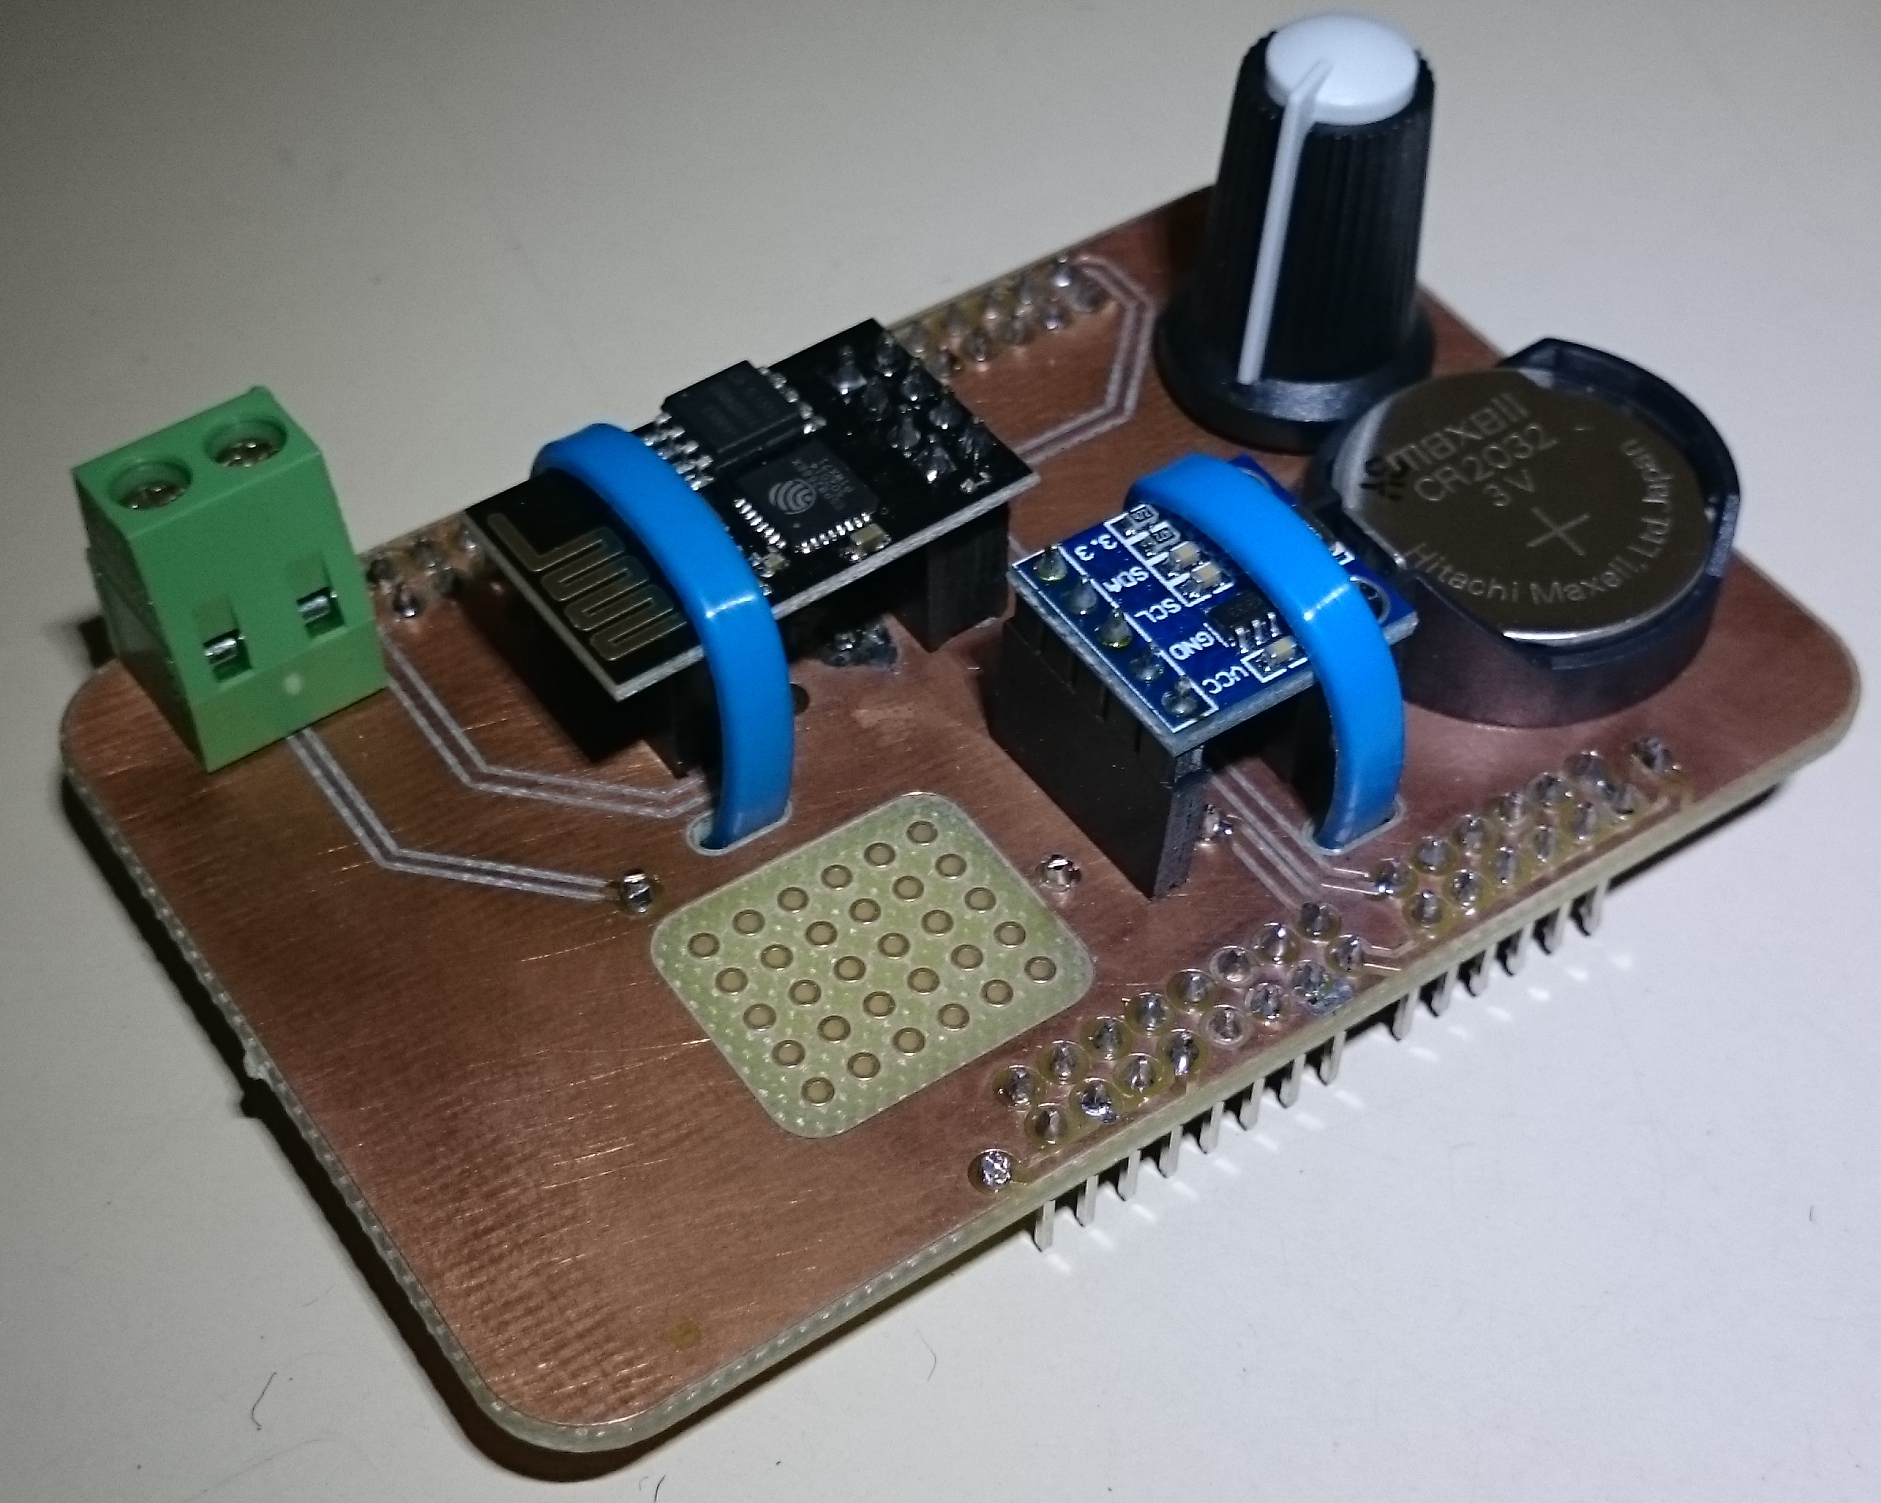 maxell
CR2032
3V
+
Hitachi Maxell, Ltd. Japan
3.3
SDA
SCL
GND
VCC